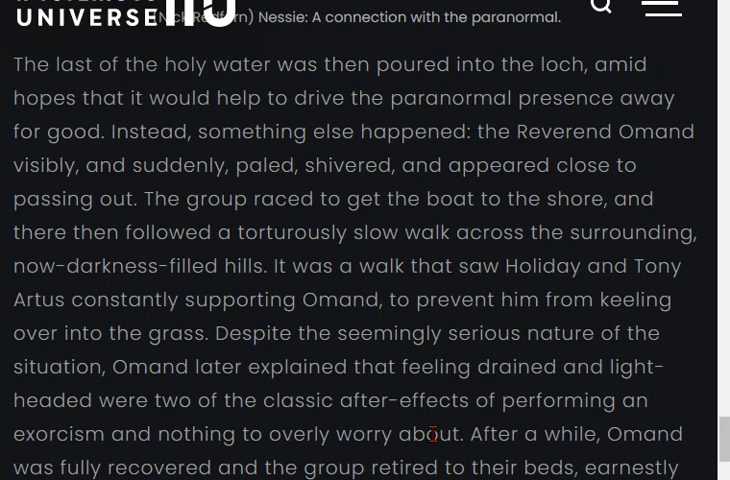 UNIVERSE
(Nick Redfern) Nessie: A connection with the paranormal.
The last of the holy water was then poured into the loch, amid
hopes that it would help to drive the paranormal presence away
for good. Instead, something else happened: the Reverend Omand
visibly, and suddenly, paled, shivered, and appeared close to
passing out. The group raced to get the boat to the shore, and
there then followed a torturously slow walk across the surrounding,
now-darkness-filled hills. It was a walk that saw Holiday and Tony
Artus constantly supporting Omand, to prevent him from keeling
over into the grass. Despite the seemingly serious nature of the
situation, Omand later explained that feeling drained and light-
headed were two of the classic after-effects of performing an
exorcism and nothing to overly worry about. After a while, Omand
was fully recovered and the group retired to their beds, earnestly